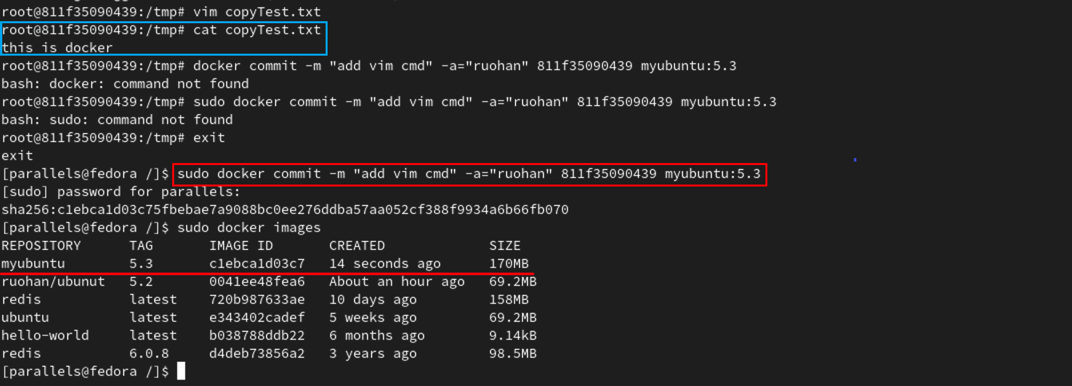 root@811f35090439:/tmp# vim copyTest.txt
root@811f35090439:/tmp# cat copyTest.txt
this is docker
root@811f35090439:/tmp# docker commit -m "add vim cmd" -a="ruohan" 811f35090439 myubuntu:5.3
bash: docker: command not found
root@811f35090439:/tmp# sudo docker commit -m "add vim cmd" -a="ruohan" 811f35090439 myubuntu:5.3
bash: sudo: command not found
root@811f35090439:/tmp# exit
exit
[parallels@fedora /]$ sudo docker commit -m "add vim cmd" -a="ruohan" 811f35090439 myubuntu:5.3
[sudo] password for parallels:
sha256:c1ebca1d03c75fbebae7a9088bc0ee276ddba57aa052cf388f9934a6b66fb070
[parallels@fedora /]$ sudo docker images
REPOSITORY TAG IMAGE ID CREATED SIZE
myubuntu 5.3 c1ebca1d03c7 14 seconds ago 170MB
ruohan/ubunut 5.2 0041ee48fea6 About an hour ago 69.2MB
redis latest 720b987633ae 10 days ago 158MB
ubuntu latest e343402cadef 5 weeks ago 69.2MB
hello-world latest b038788ddb22 6 months ago 9.14kB
redis 6.0.8 d4deb73856a2 3 years ago 98.5MB
[parallels@fedora /]$